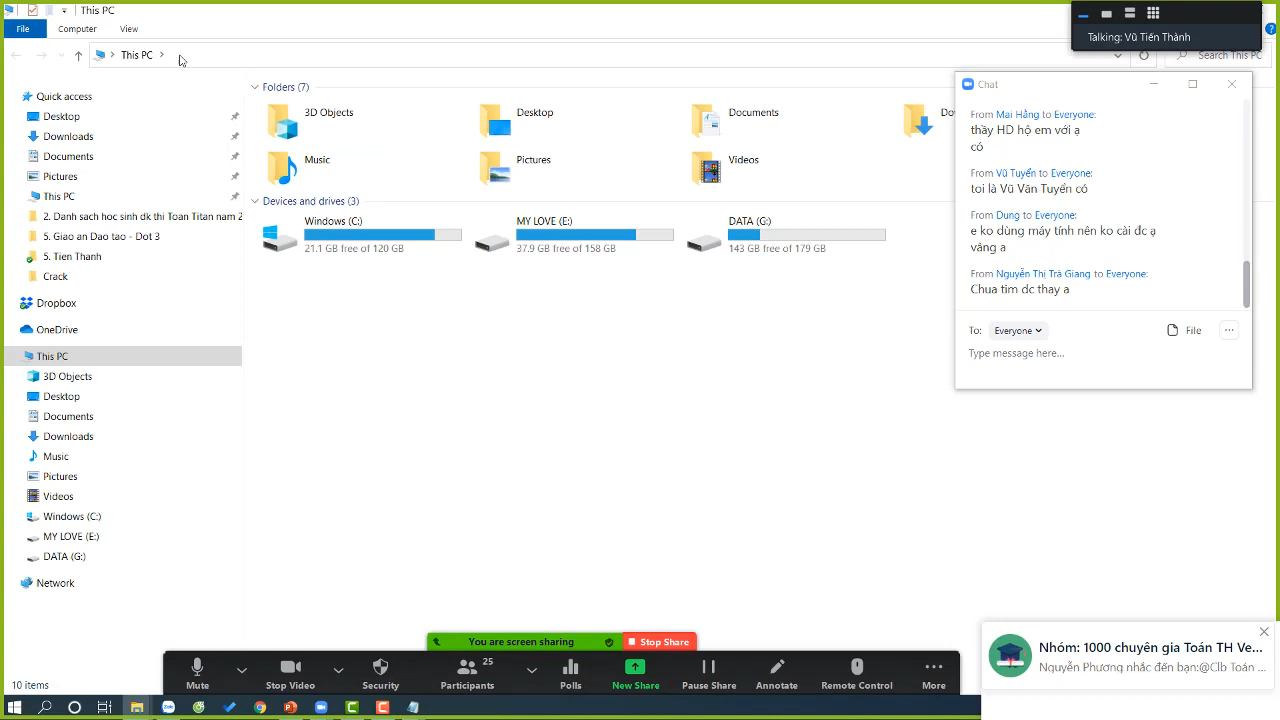 This PC
File
Computer
View
This PC
Search This PC
Talking: Vũ Tiến Thành
Quick access
Desktop
Downloads
Documents
Pictures
This PC
2. Danh sach hoc sinh dk thi Toan Titan nam 2
5. Giao an Dao tao - Dot 3
5. Tien Thanh
Crack
Dropbox
OneDrive
This PC
3D Objects
Desktop
Documents
Downloads
Music
Pictures
Videos
Windows (C:)
MY LOVE (E:)
DATA (G:)
Network
10 items
Folders (7)
3D Objects
Desktop
Documents
Music
Pictures
Videos
Devices and drives (3)
Windows (C:)
21.1 GB free of 120 GB
MY LOVE (E:)
37.9 GB free of 158 GB
DATA (G:)
143 GB free of 179 GB
Chat
From Mai Hằng to Everyone:
thầy HD hộ em với ạ
có
From Vũ Tuyển to Everyone:
toi là Vũ Văn Tuyển có
From Dung to Everyone:
e ko dùng máy tính nên ko cài đc ạ
vâng a
From Nguyễn Thị Trà Giang to Everyone:
Chua tim dc thay a
To: Everyone
File
Type message here...
You are screen sharing
Stop Share
Mute
Stop Video
Security
25
Participants
Polls
New Share
Pause Share
Annotate
Remote Control
More
Nhóm: 1000 chuyên gia Toán TH Ve...
Nguyễn Phương nhắc đến bạn:@Clb Toán ...
Zalo